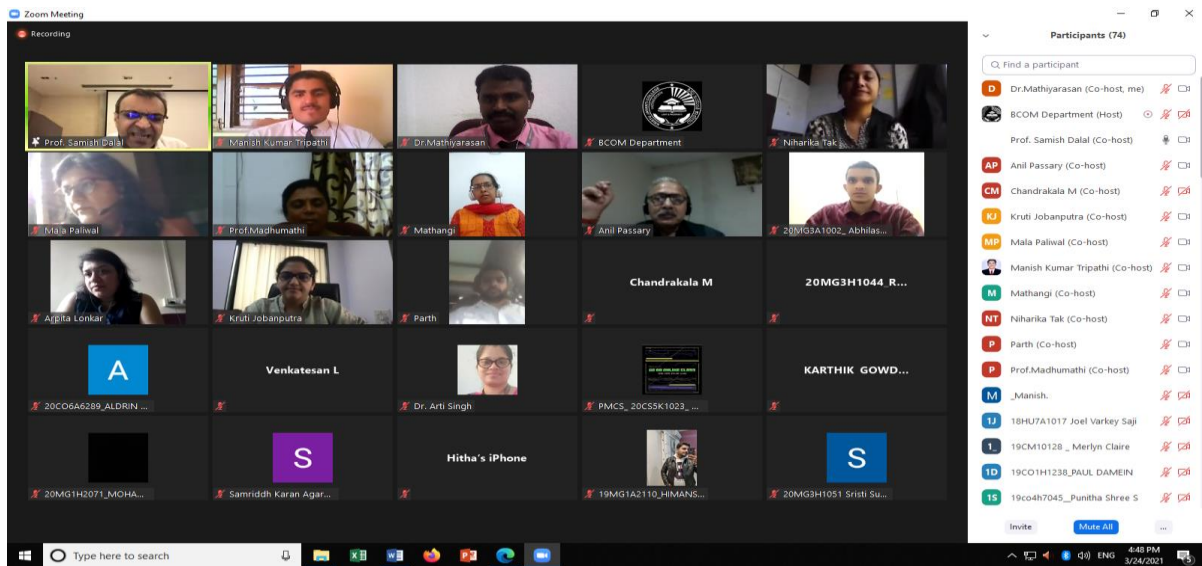 Zoom Meeting
Recording
Prof. Samish Dalal
Manish Kumar Tripathi
Dr.Mathiyarasan
BCOM Department
Niharika Tak
Mala Paliwal
Prof.Madhumathi
Mathangi
Anil Passary
20MG3A1002_ Abhilas...
Arpita Lonkar
Kruti Jobanputra
Parth
Chandrakala M
20MG3H1044_R...
A
20CO6A6289_ALDRIN ...
Venkatesan L
Dr. Arti Singh
PMCS_ 20CS5K1023_ ...
KARTHIK GOWD...
20MG1H2071_MOHA...
S
Samriddh Karan Agar...
Hitha's iPhone
19MG1A2110_HIMANS...
S
20MG3H1051 Sristi Su...
Participants (74)
Find a participant
D Dr.Mathiyarasan (Co-host, me)
BCOM Department (Host)
Prof. Samish Dalal (Co-host)
AP Anil Passary (Co-host)
CM Chandrakala M (Co-host)
KJ Kruti Jobanputra (Co-host)
MP Mala Paliwal (Co-host)
Manish Kumar Tripathi (Co-host)
M Mathangi (Co-host)
NT Niharika Tak (Co-host)
P Parth (Co-host)
P Prof.Madhumathi (Co-host)
M _Manish.
1J 18HU7A1017 Joel Varkey Saji
1_ 19CM10128 _ Merlyn Claire
1D 19CO1H1238_PAUL DAMEIN
1S 19co4h7045__Punitha Shree S
Invite Mute All ...
Type here to search
ENG
4:48 PM
3/24/2021
5